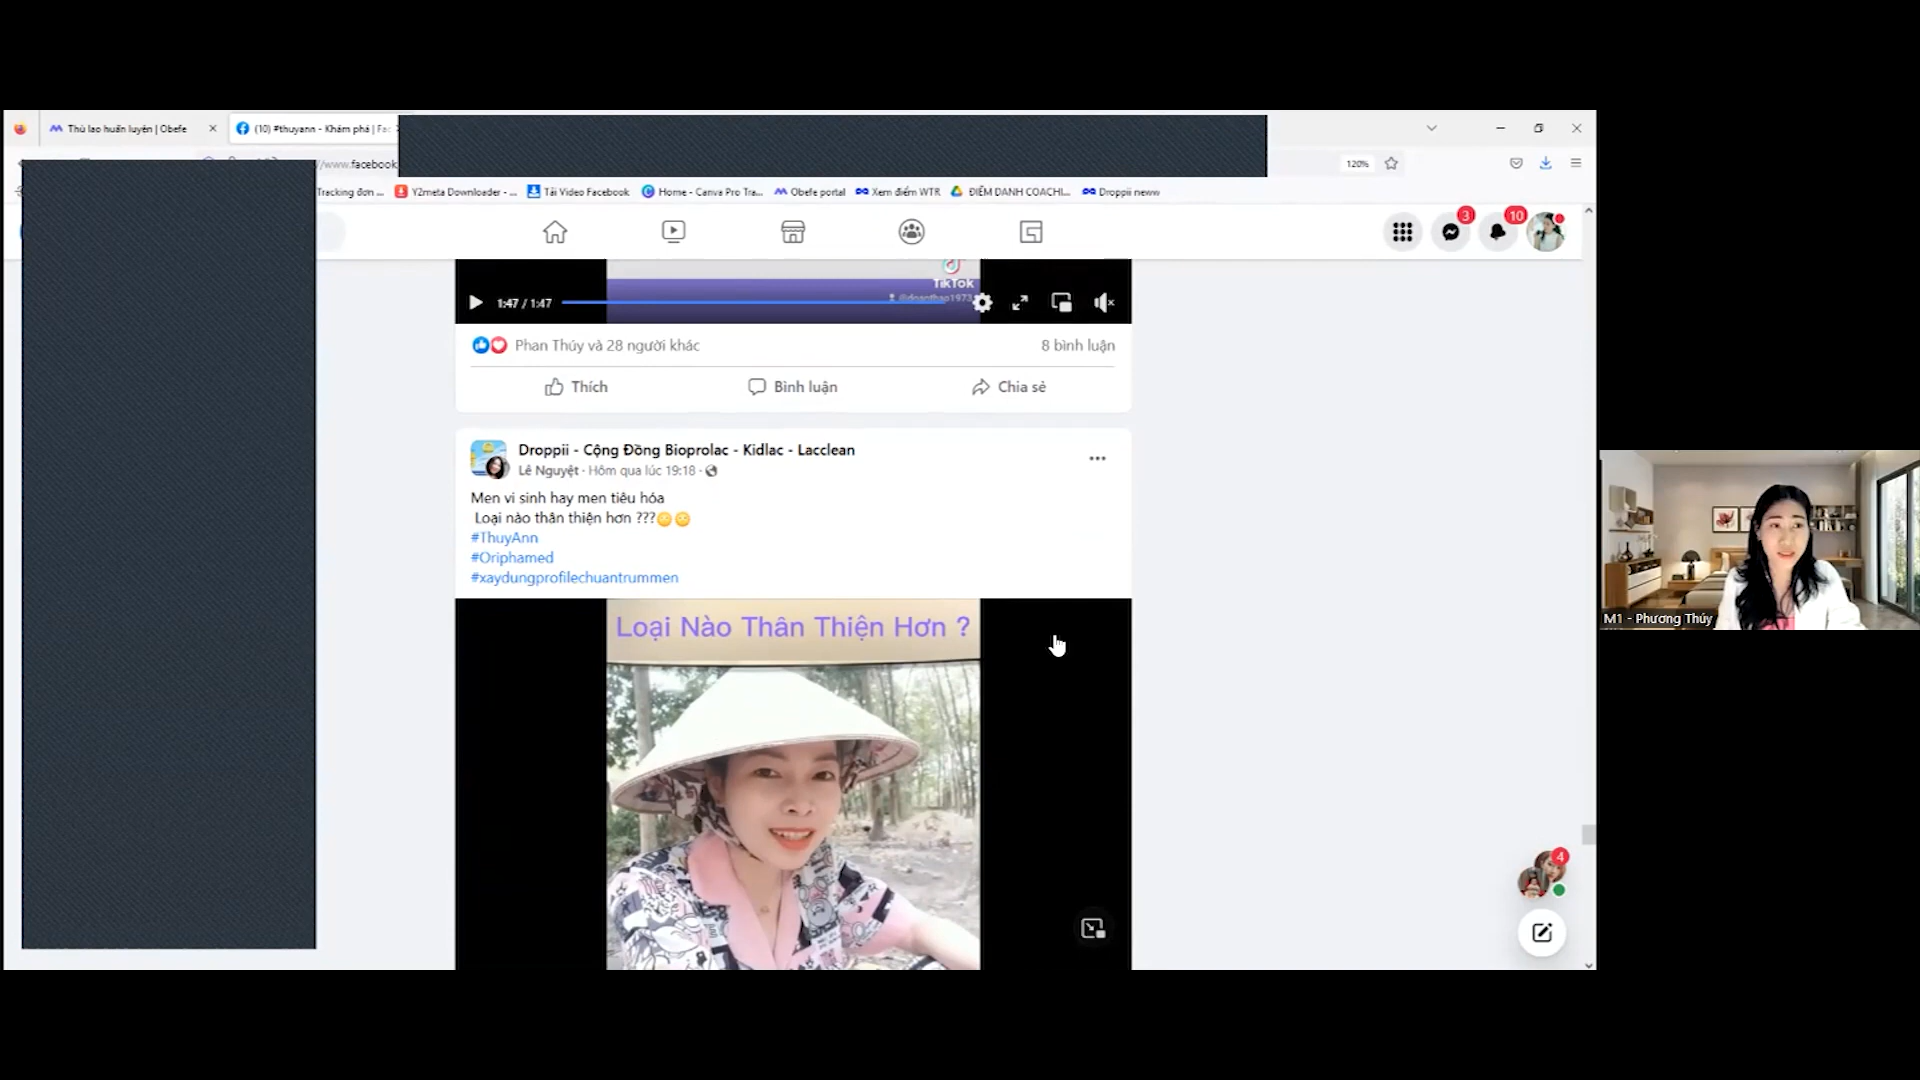 Thù lao huấn luyện | Obefe
(10) #thuyann - Khám phá | Fac
/www.facebook
120%
Tracking đơn ...
Y2meta Downloader - ...
Tải Video Facebook
Home - Canva Pro Tra...
Obefe portal
Xem điểm WTR
ĐIỂM DANH COACHI...
Droppii neww
3
10
TikTok
1:47 / 1:47
Phan Thúy và 28 người khác
8 bình luận
Thích
Bình luận
Chia sẻ
Droppii - Cộng Đồng Bioprolac - Kidlac - Lacclean
Lê Nguyệt · Hôm qua lúc 19:18 ·
Men vi sinh hay men tiêu hóa
Loại nào thân thiện hơn ???
#ThuyAnn
#Oriphamed
#xaydungprofilechuantrummen
Loại Nào Thân Thiện Hơn ?
M1 - Phương Thúy
4